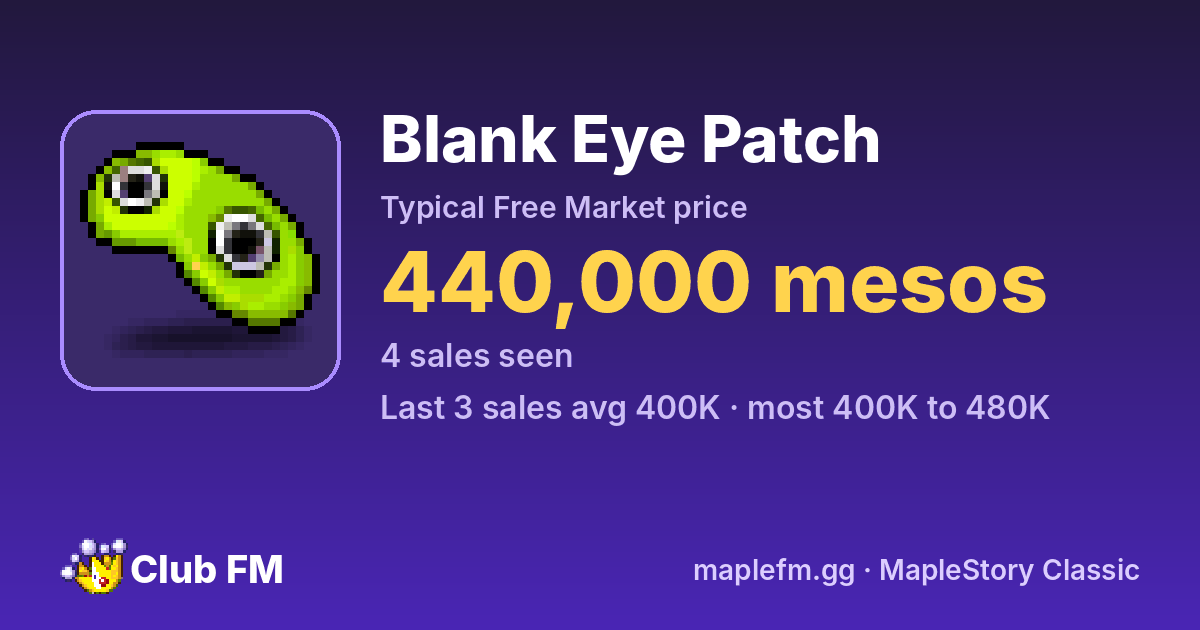 Blank Eye Patch
Typical Free Market price
440,000 mesos
4 sales seen
Last 3 sales avg 400K · most 400K to 480K
Club FM
maplefm.gg · MapleStory Classic